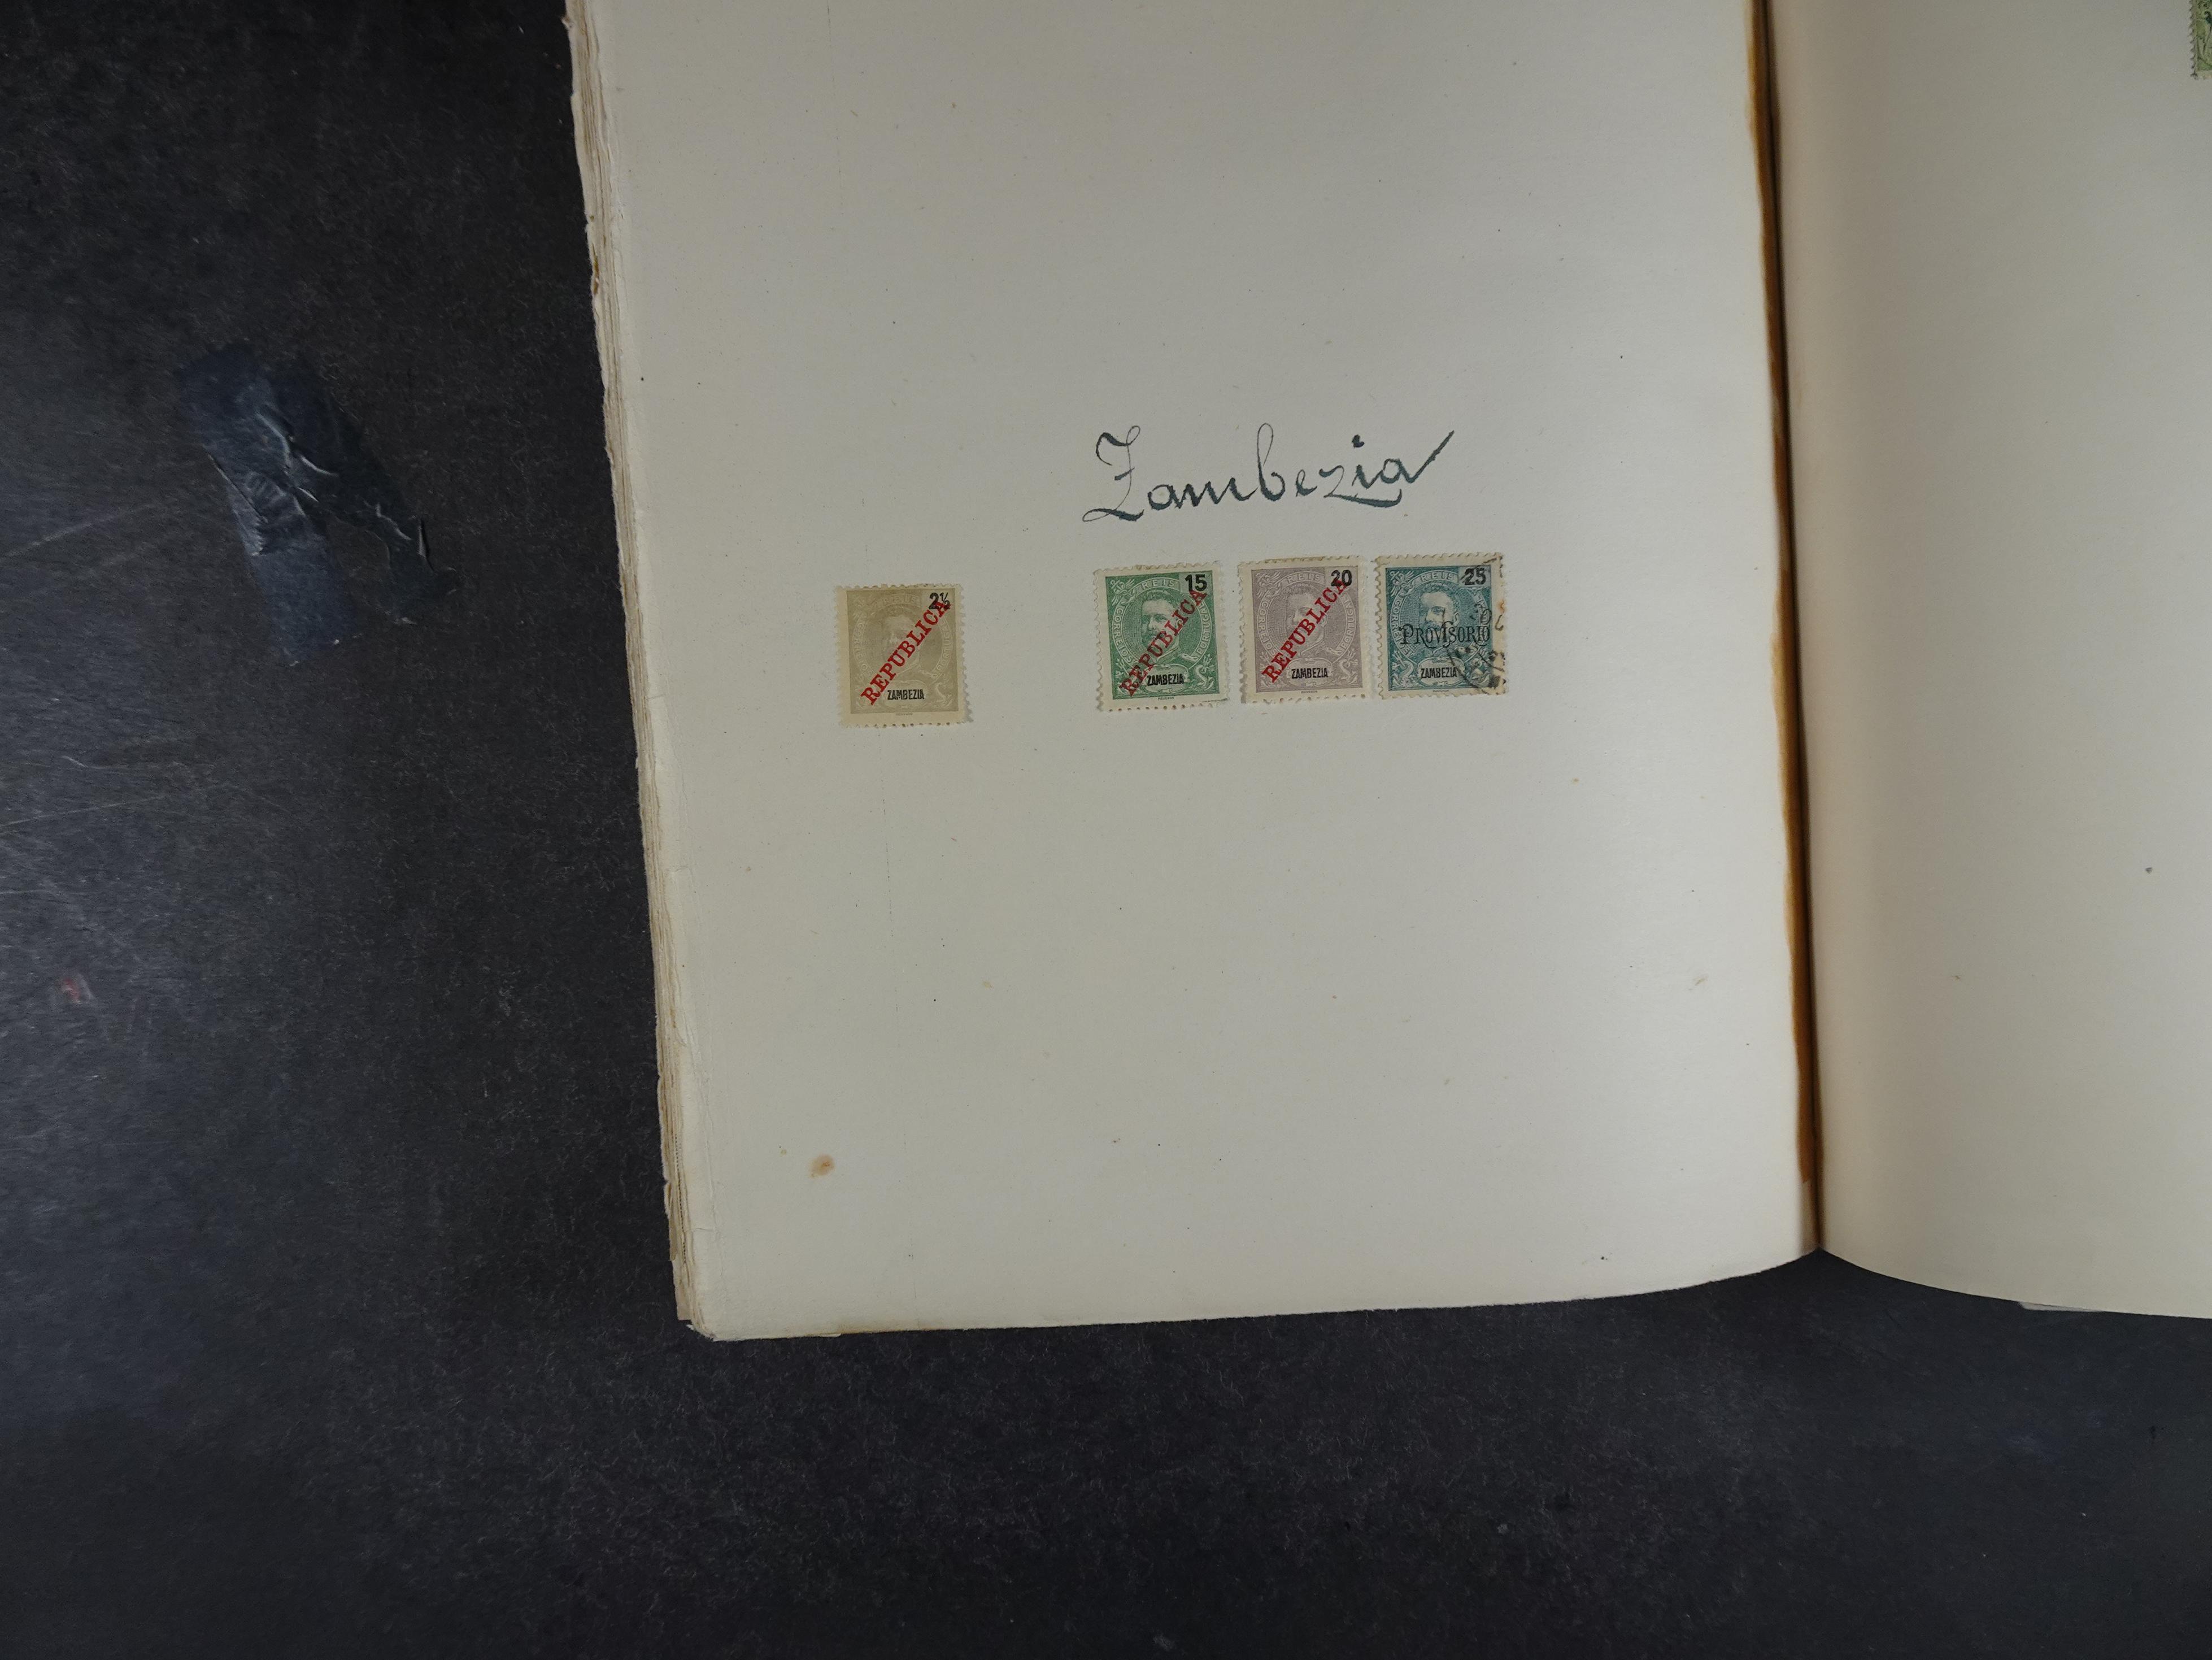 Zambezia
2½
REPUBLICA
ZAMBEZIA
15
REPUBLICA
ZAMBEZIA
20
REPUBLICA
ZAMBEZIA
25
PROVISORIO
ZAMBEZIA